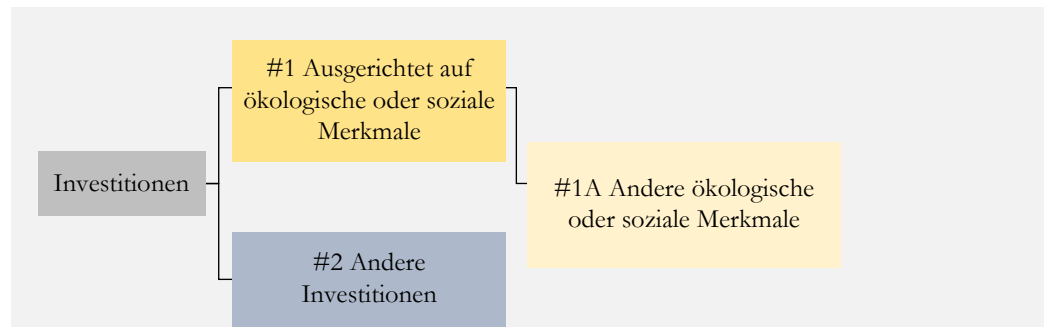 #1 Ausgerichtet auf
ökologische oder soziale
Merkmale
Investitionen
#1A Andere ökologische
oder soziale Merkmale
#2 Andere
Investitionen